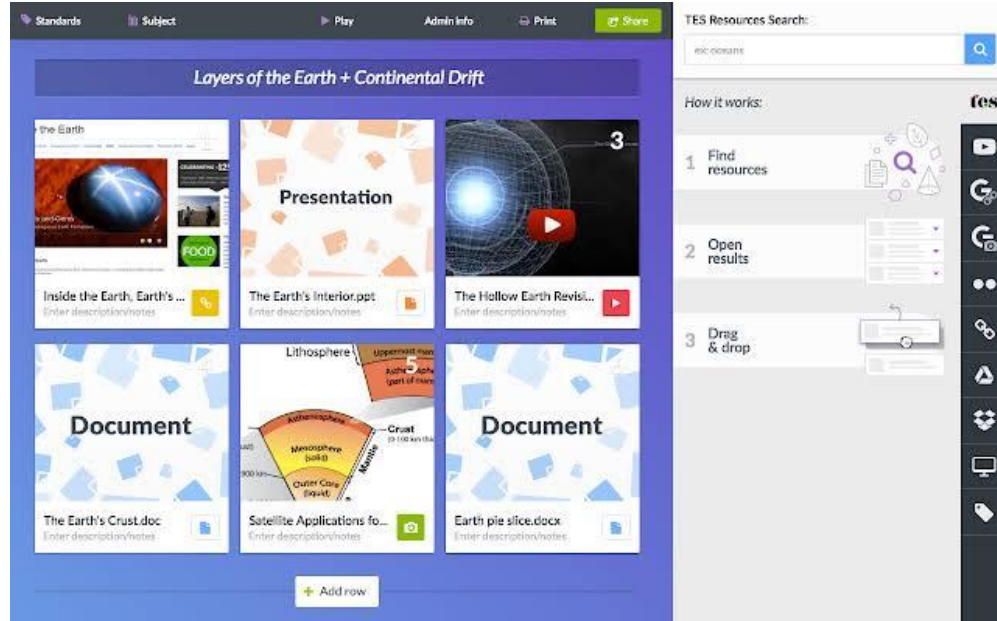 Standards
Subject
Play
Admin info
Print
Share
TES Resources Search:
Layers of the Earth + Continental Drift
How it works:
tes
the Earth
FOOD
Presentation
3
1
Find
resources
2
Open
results
3
Drag
& drop
Inside the Earth, Earth's ...
Enter description/notes
The Earth's Interior.ppt
Enter description/notes
The Hollow Earth Revisi...
Enter description/notes
Document
Lithosphere
Uppermost
5
(part of
Asthenosphere
Crust
Mesosphere
(solid)
Mantle
Outer Core
(liquid)
Document
The Earth's Crust.doc
Enter description/notes
Satellite Applications fo...
Enter description/notes
Earth pie slice.docx
Enter description/notes
+ Add row